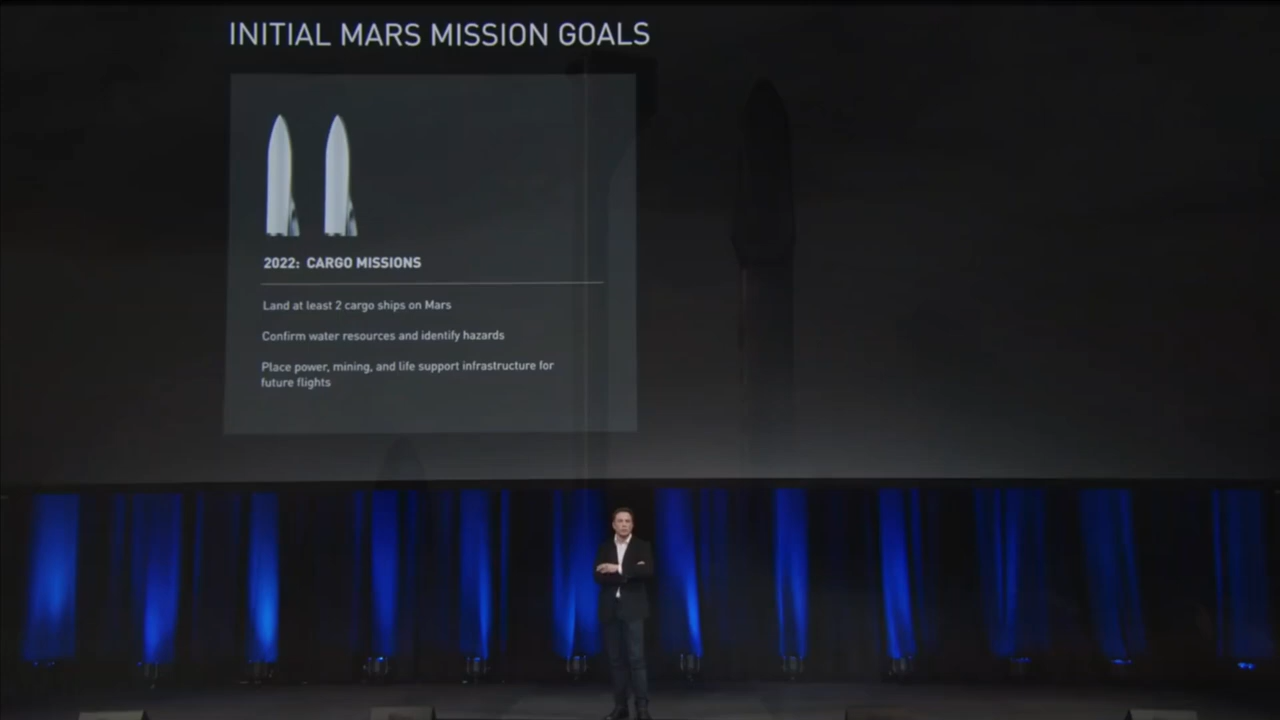 INITIAL MARS MISSION GOALS
2022: CARGO MISSIONS
Land at least 2 cargo ships on Mars
Confirm water resources and identify hazards
Place power, mining, and life support infrastructure for
future flights